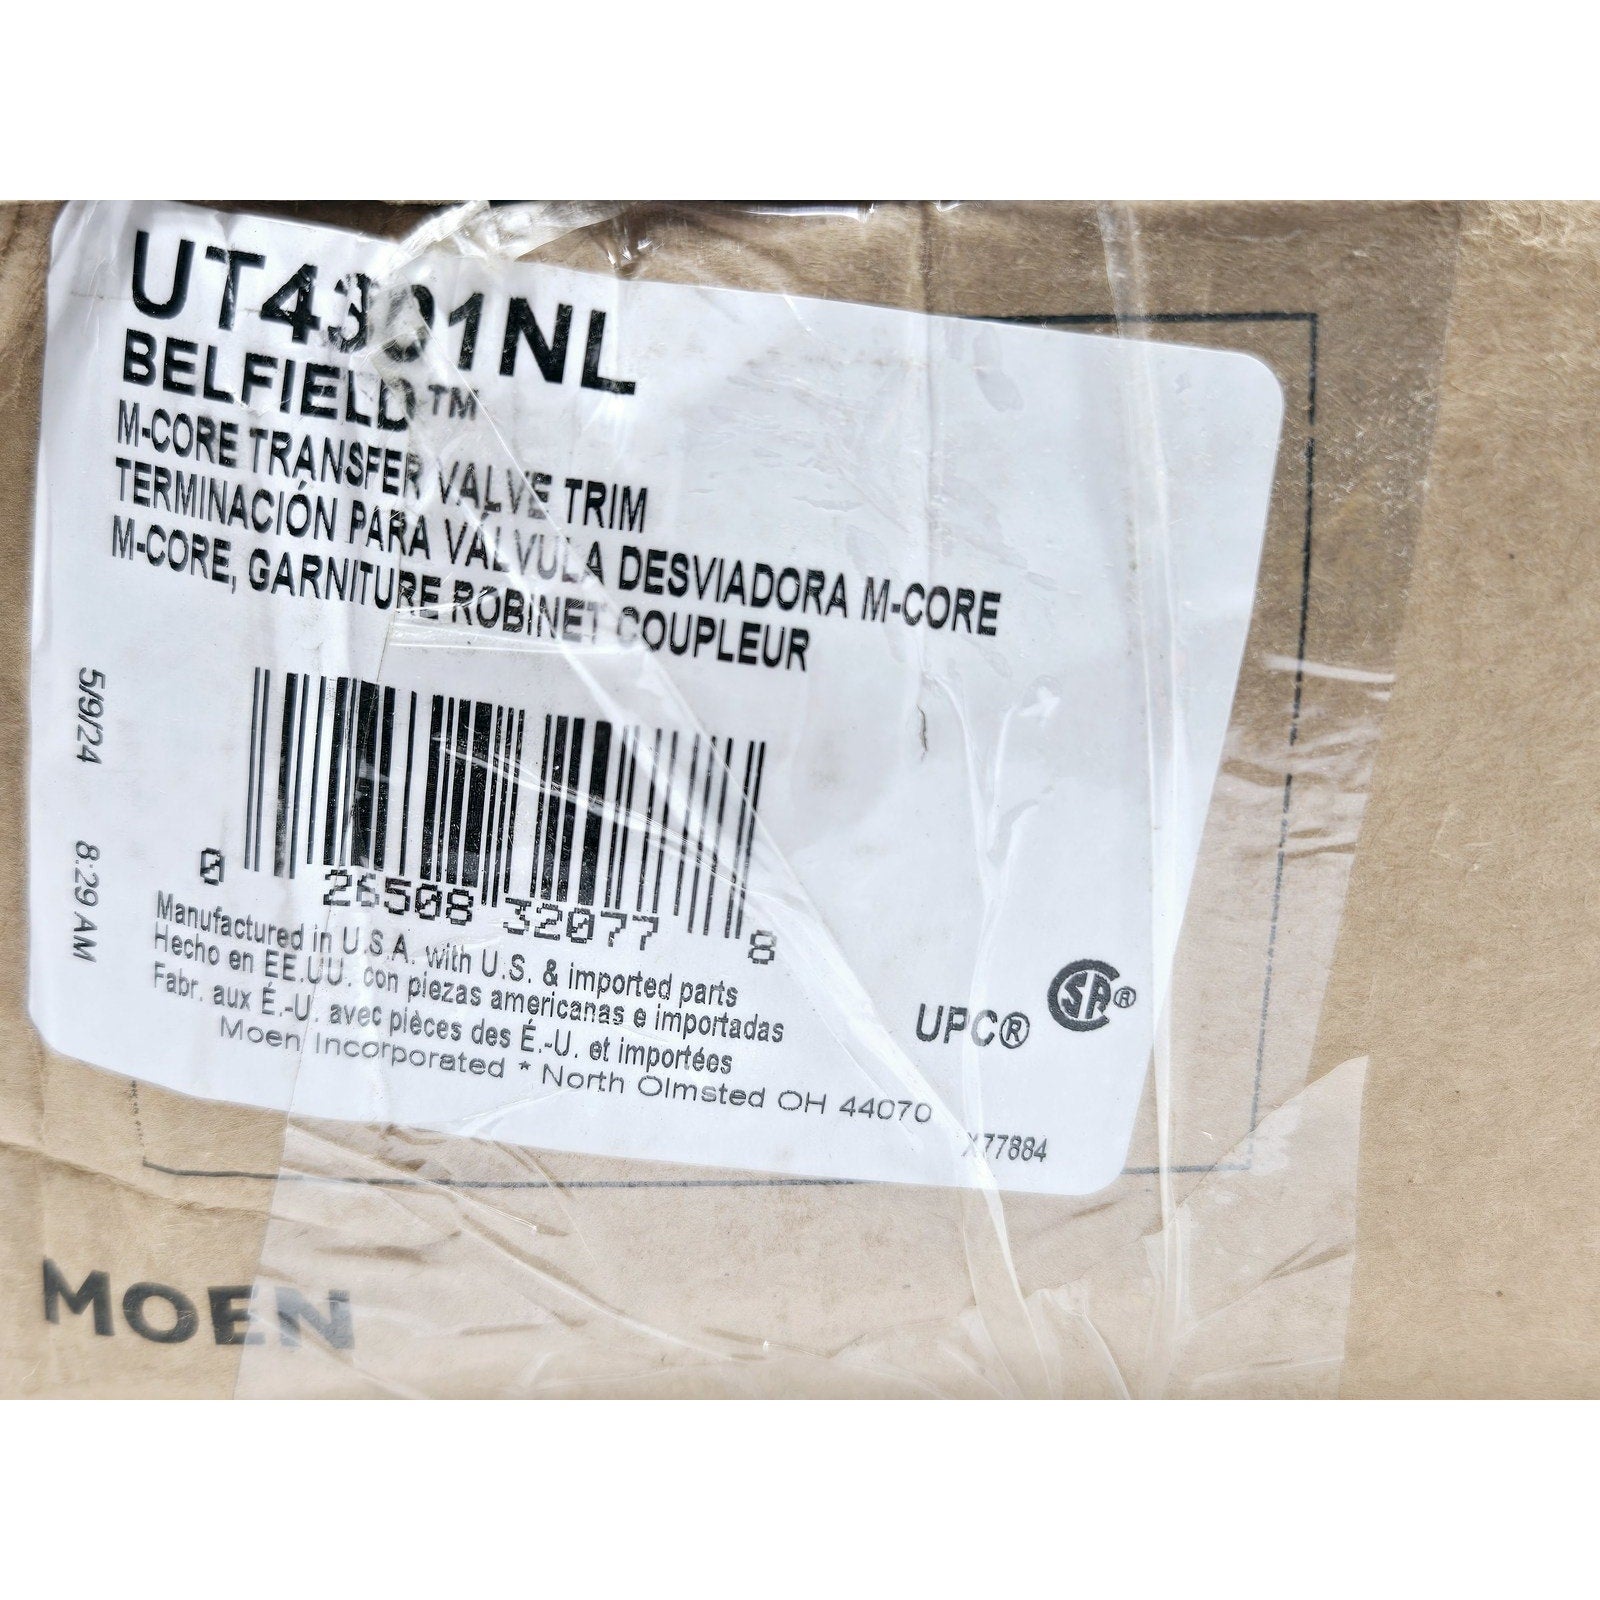 UT4301NL
BELFIELD™
M-CORE TRANSFER VALVE TRIM
TERMINACIÓN PARA VÁLVULA DESVIADORA M-CORE
M-CORE, GARNITURE ROBINET COUPLEUR
5/9/24 8:29 AM
0 26508 32077 8
Manufactured in U.S.A. with U.S. & imported parts
Hecho en EE.UU. con piezas americanas e importadas
Fabr. aux É.-U. avec pièces des É.-U. et importées
Moen Incorporated * North Olmsted OH 44070
UPC® SA®
X77884
MOEN